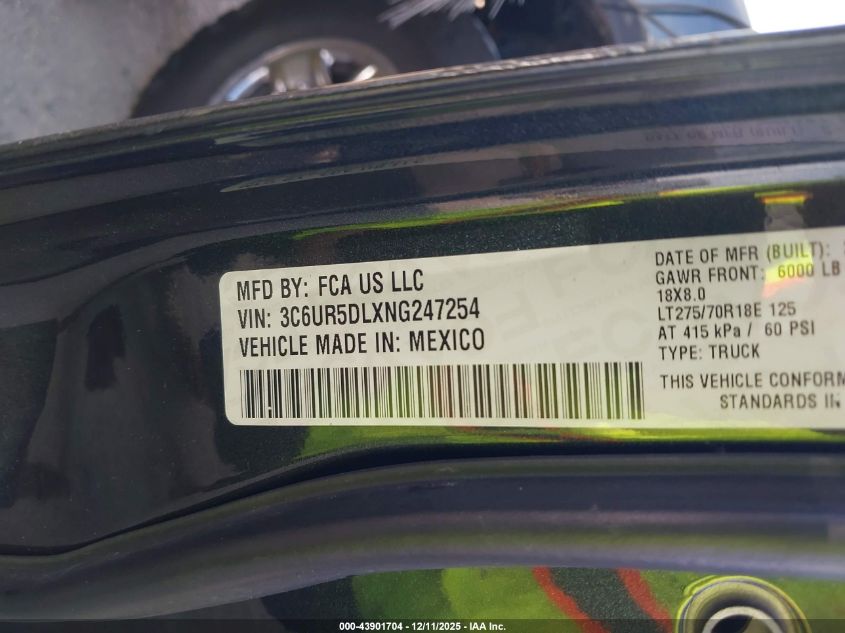 MFD BY: FCA US LLC
VIN: 3C6UR5DLXNG247254
VEHICLE MADE IN: MEXICO
DATE OF MFR (BUILT):
GAWR FRONT: 6000 LB
18X8.0
LT275/70R18E 125
AT 415 kPa / 60 PSI
TYPE: TRUCK
THIS VEHICLE CONFORM
STANDARDS IN
000-43901704 - 12/11/2025 - IAA Inc.